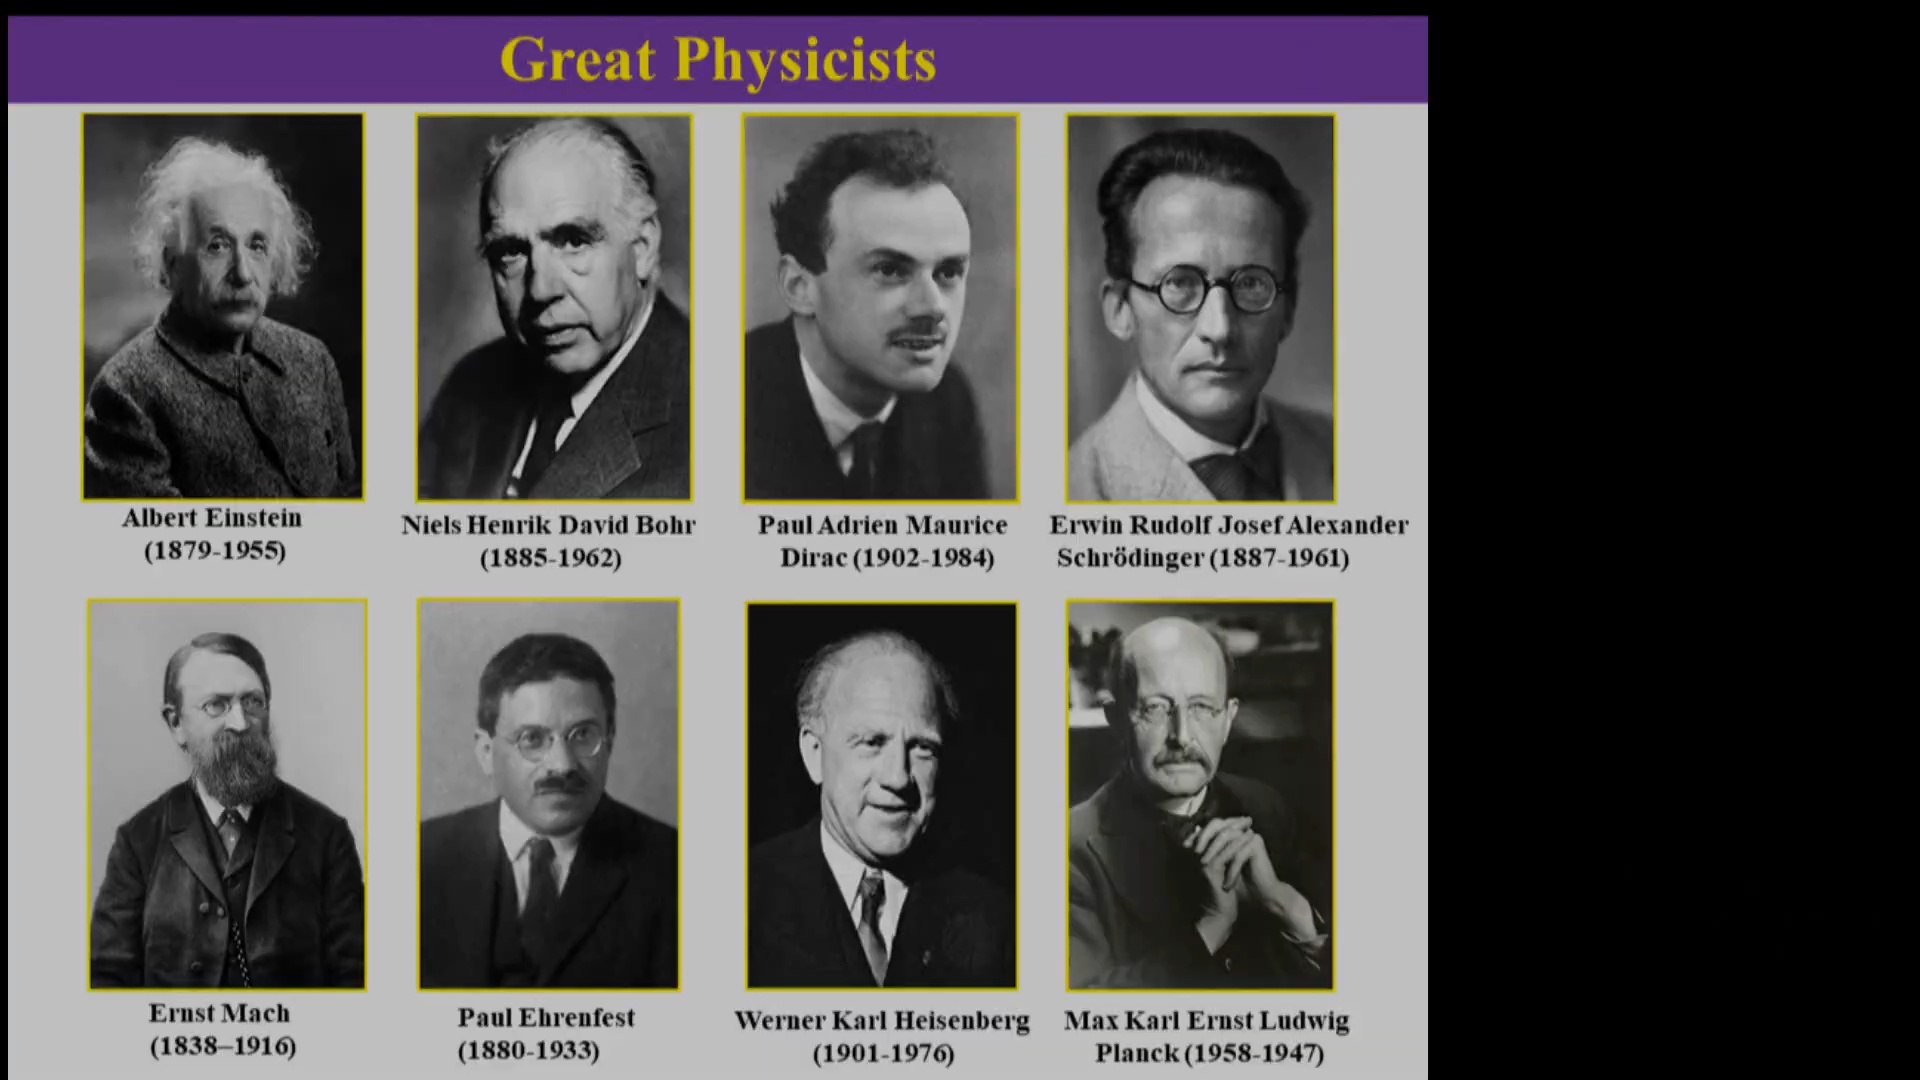 Great Physicists
Albert Einstein
(1879-1955)
Niels Henrik David Bohr
(1885-1962)
Paul Adrien Maurice
Dirac (1902-1984)
Erwin Rudolf Josef Alexander
Schrödinger (1887-1961)
Ernst Mach
(1838–1916)
Paul Ehrenfest
(1880-1933)
Werner Karl Heisenberg
(1901-1976)
Max Karl Ernst Ludwig
Planck (1958-1947)